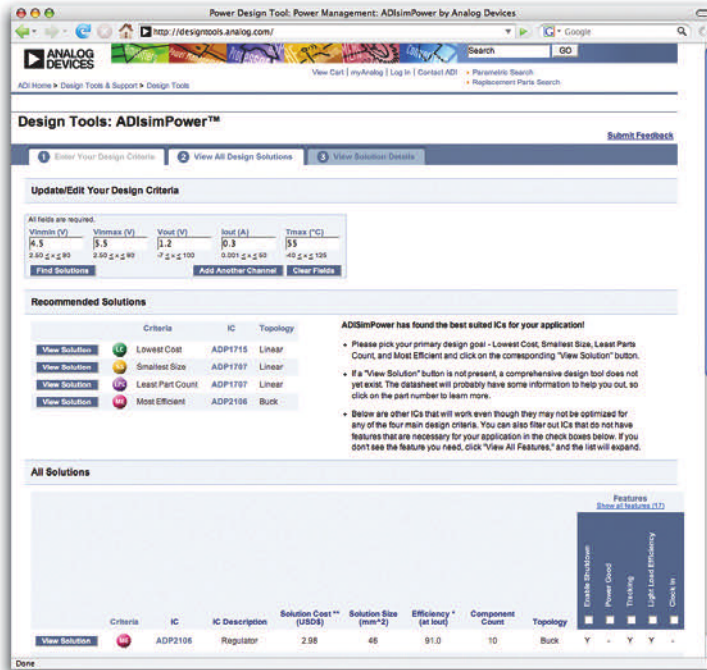 Power Design Tool: Power Management: ADIsimPower by Analog Devices
http://designtools.analog.com/
Google
ANALOG DEVICES
Search GO
View Cart | myAnalog | Log In | Contact ADI
Parametric Search
Replacement Parts Search
ADI Home > Design Tools & Support > Design Tools
Design Tools: ADIsimPower™
Submit Feedback
1 Enter Your Design Criteria 2 View All Design Solutions 3 View Solution Details
Update/Edit Your Design Criteria
All fields are required.
Vinmin (V) Vinmax (V) Vout (V) Iout (A) Tmax (°C)
4.5 5.5 1.2 0.3 55
2.50 ≤ x ≤ 90 2.50 ≤ x ≤ 90 -7 ≤ x ≤ 100 0.001 ≤ x ≤ 50 -40 ≤ x ≤ 125
Find Solutions Add Another Channel Clear Fields
Recommended Solutions
Criteria IC Topology
View Solution LC Lowest Cost ADP1715 Linear
View Solution Smallest Size ADP1707 Linear
View Solution LPC Least Part Count ADP1707 Linear
View Solution ME Most Efficient ADP2106 Buck
ADISimPower has found the best suited ICs for your application!
• Please pick your primary design goal - Lowest Cost, Smallest Size, Least Parts
Count, and Most Efficient and click on the corresponding "View Solution" button.
• If a "View Solution" button is not present, a comprehensive design tool does not
yet exist. The datasheet will probably have some information to help you out, so
click on the part number to learn more.
• Below are other ICs that will work even though they may not be optimized for
any of the four main design criteria. You can also filter out ICs that do not have
features that are necessary for your application in the check boxes below. If you
don't see the feature you need, click "View All Features," and the list will expand.
All Solutions
Features
Show all features (17)
Enable Shutdown
Power Good
Tracking
Light Load Efficiency
Clock In
Criteria IC IC Description Solution Cost ** (USD$) Solution Size (mm^2) Efficiency * (at Iout) Component Count Topology
View Solution ME ADP2106 Regulator 2.98 46 91.0 10 Buck Y - Y Y -
Done